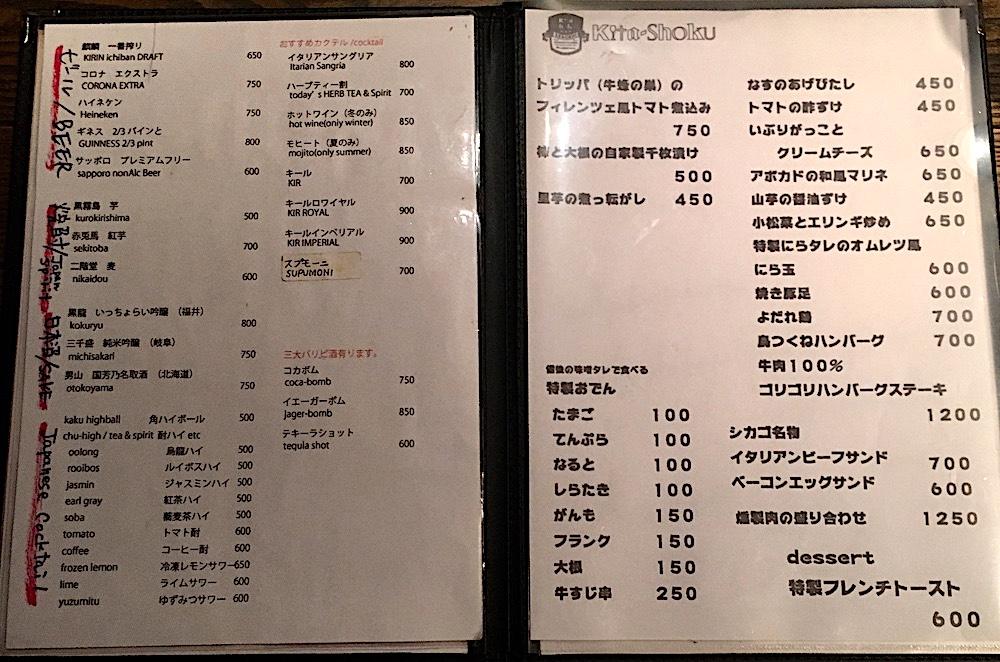 ビール/BEER
麒麟 一番搾り
KIRIN ichiban DRAFT 650
コロナ エクストラ
CORONA EXTRA 750
ハイネケン
Heineken 750
ギネス 2/3パインと
GUINNESS 2/3 pint 800
サッポロ プレミアムフリー
sapporo nonAlc Beer 600
黒霧島 芋
kurokirishima 500
赤兎馬 紅芋
sekitoba 700
二階堂 麦
nikaidou 600
日本酒/SAKE
黒龍 いっちょらい吟醸 (福井)
kokuryu 800
三千盛 純米吟醸 (岐阜)
michisakari 750
男山 国芳乃名取酒 (北海道)
otokoyama 750
Japanese Cocktail
kaku highball 角ハイボール 500
chu-high / tea & spirit 酎ハイ etc
oolong 烏龍ハイ 500
rooibos ルイボスハイ 500
jasmin ジャスミンハイ 500
earl gray 紅茶ハイ 500
soba 蕎麦茶ハイ 500
tomato トマト酎 600
coffee コーヒー酎 600
frozen lemon 冷凍レモンサワー650
lime ライムサワー 600
yuzumitu ゆずみつサワー 600
おすすめカクテル /cocktail
イタリアンサングリア
Itarian Sangria 800
ハーブティー割
today's HERB TEA & Spirit 700
ホットワイン (冬のみ)
hot wine(only winter) 850
モヒート (夏のみ)
mojito(only summer) 850
キール
KIR 700
キールロワイヤル
KIR ROYAL 900
キールインペリアル
KIR IMPERIAL 900
スプモーニ
SUPUMONI 700
三大パリピ酒有ります。
コカボム
coca-bomb 750
イエーガーボム
Jager-bomb 850
テキーラショット
tequla shot 600
Kita-Shoku
トリッパ (牛蜂の巣) の
フィレンツェ風トマト煮込み
750
柿と大根の自家製千枚漬け
500
里芋の煮っ転がし 450
特製おでん
たまご 100
てんぷら 100
なると 100
しらたき 100
がんも 150
フランク 150
大根 150
牛すじ串 250
なすのあげびたし 450
トマトの酢ずけ 450
いぶりがっこと
クリームチーズ 650
アボカドの和風マリネ 650
山芋の醤油ずけ 450
小松菜とエリンギ炒め 650
特製にらタレのオムレツ風
にら玉 600
焼き豚足 600
よだれ鶏 700
鳥つくねハンバーグ 700
牛肉100%
ゴリゴリハンバーグステーキ
1200
シカゴ名物
イタリアンビーフサンド 700
ベーコンエッグサンド 600
燻製肉の盛り合わせ 1250
dessert
特製フレンチトースト
600